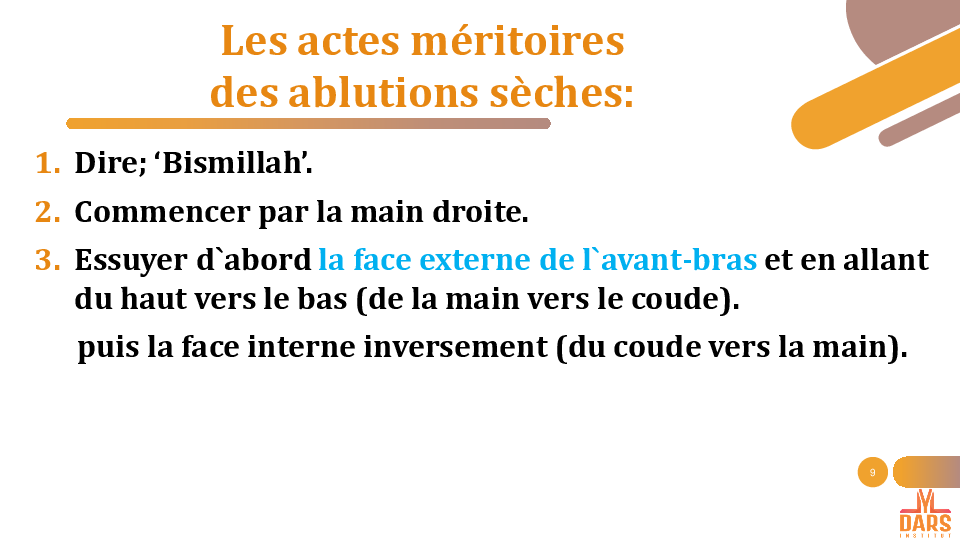 Les actes méritoires
des ablutions sèches:
1. Dire; ‘Bismillah’.
2. Commencer par la main droite.
3. Essuyer d`abord la face externe de l`avant-bras et en allant
du haut vers le bas (de la main vers le coude).
puis la face interne inversement (du coude vers la main).
9
DARS
INSTITUT